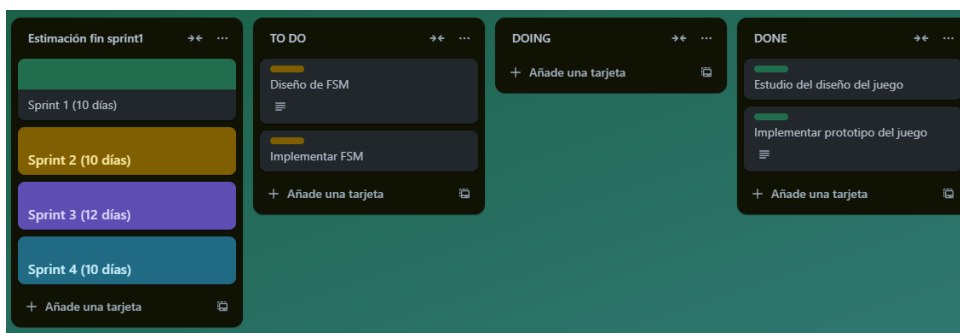 Estimación fin sprint1
Sprint 1 (10 días)
Sprint 2 (10 días)
Sprint 3 (12 días)
Sprint 4 (10 días)
+ Añade una tarjeta
TO DO
Diseño de FSM
Implementar FSM
+ Añade una tarjeta
DOING
+ Añade una tarjeta
DONE
Estudio del diseño del juego
Implementar prototipo del juego
+ Añade una tarjeta